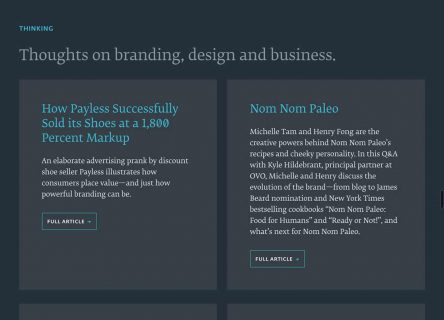 THINKING
Thoughts on branding, design and business.
How Payless Successfully
Sold its Shoes at a 1,800
Percent Markup
An elaborate advertising prank by discount
shoe seller Payless illustrates how
consumers place value—and just how
powerful branding can be.
FULL ARTICLE →
Nom Nom Paleo
Michelle Tam and Henry Fong are the
creative powers behind Nom Nom Paleo's
recipes and cheeky personality. In this Q&A
with Kyle Hildebrant, principal partner at
OVO, Michelle and Henry discuss the
evolution of the brand—from blog to James
Beard nomination and New York Times
bestselling cookbooks “Nom Nom Paleo:
Food for Humans” and “Ready or Not!”, and
what's next for Nom Nom Paleo.
FULL ARTICLE →